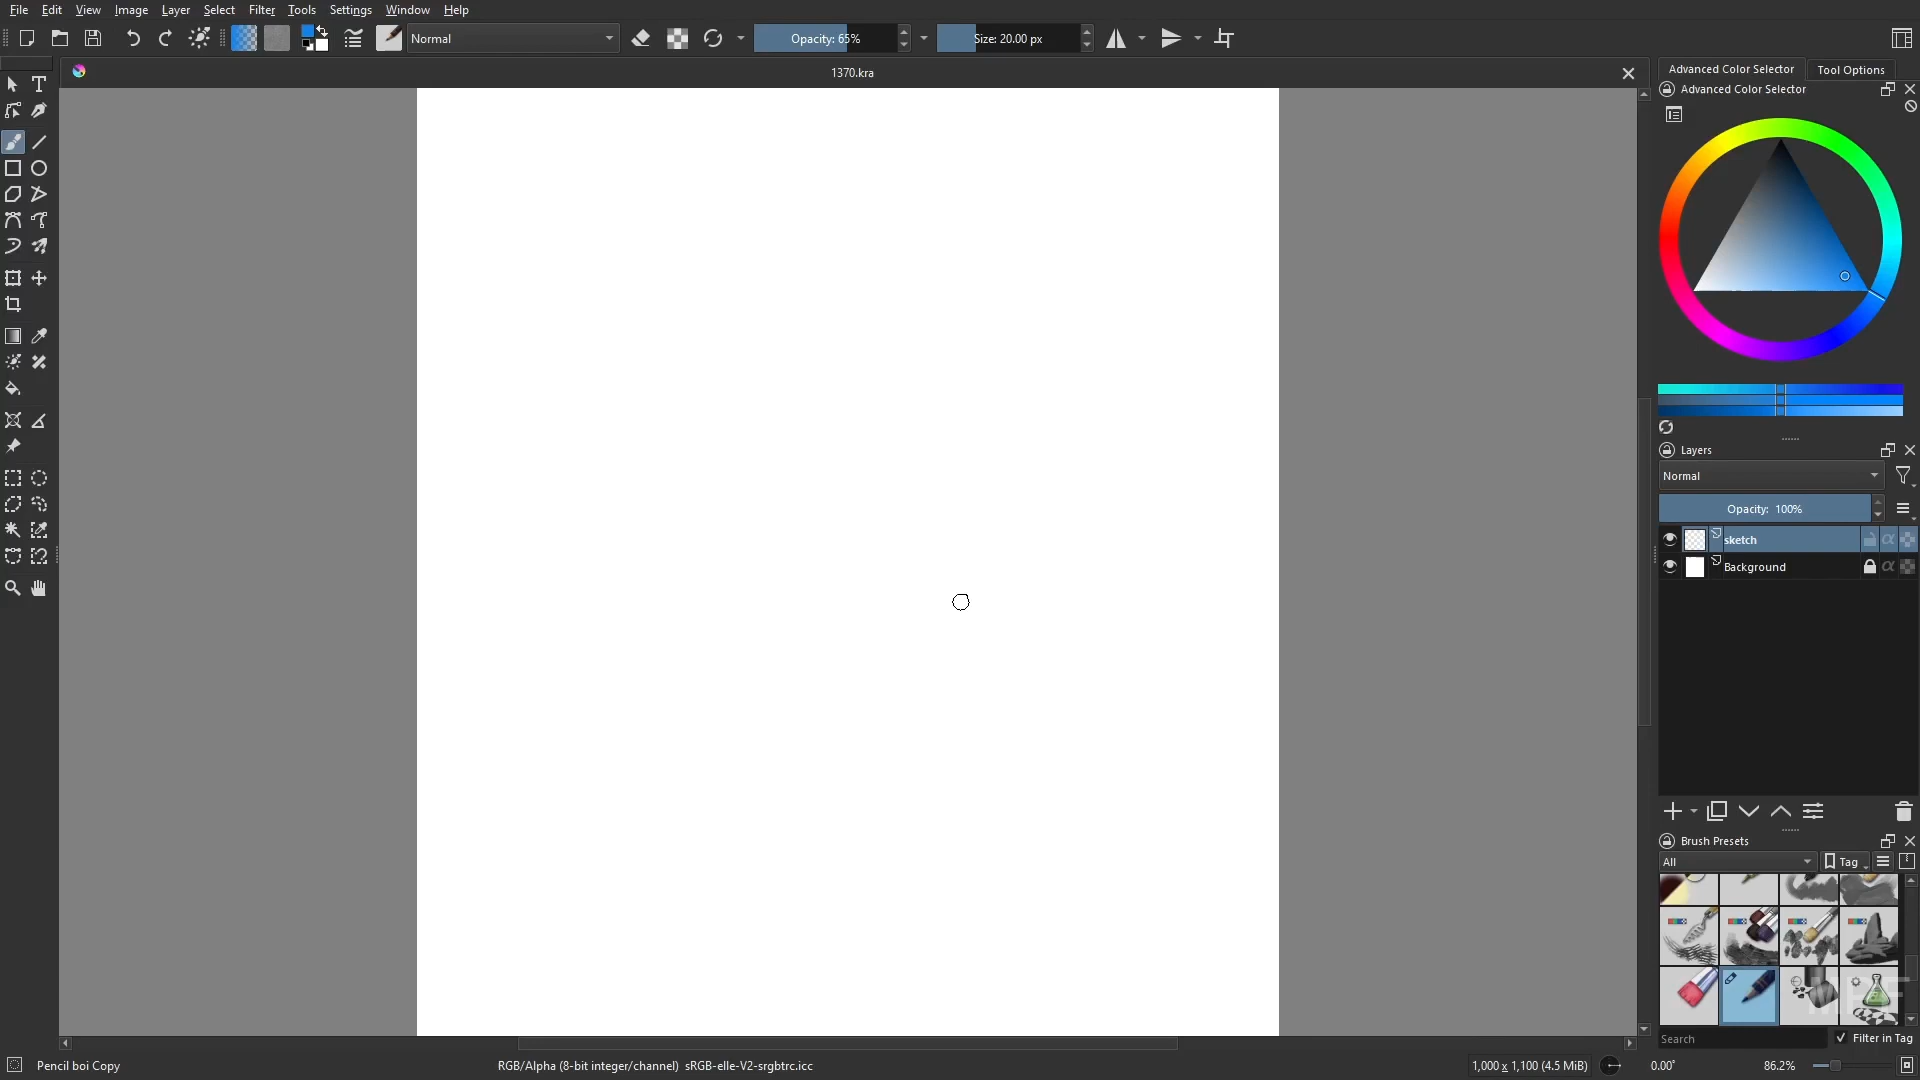 File Edit View Image Layer Select Filter Tools Settings Window Help
Normal Opacity: 65% Size: 20.00 px
1370.kra
Advanced Color Selector Tool Options
Advanced Color Selector
Layers
Normal
Opacity: 100%
sketch
Background
Brush Presets
All Tag
Search Filter in Tag
Pencil boi Copy RGB/Alpha (8-bit integer/channel) sRGB-elle-V2-srgbtrc.icc 1,000 x 1,100 (4.5 MiB) 0.00° 86.2%